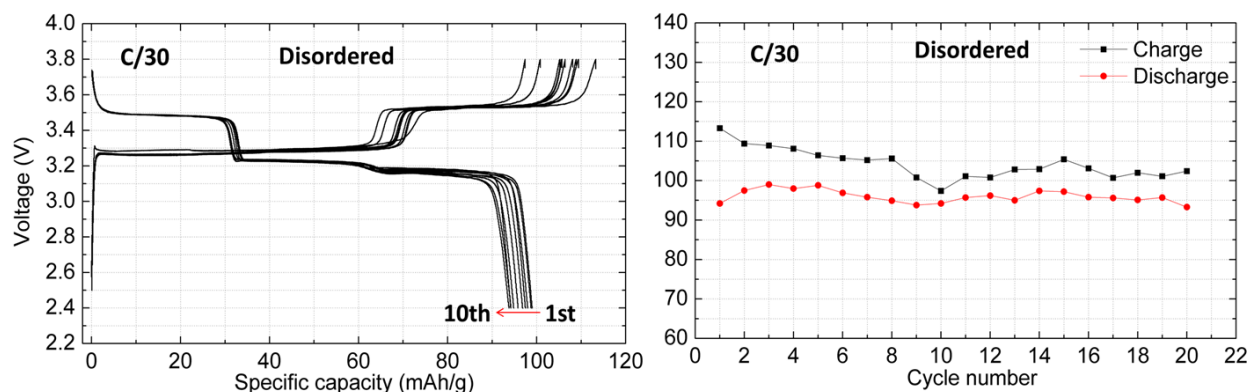 C/30 Disordered
Voltage (V)
4.0
3.8
3.6
3.4
3.2
3.0
2.8
2.6
2.4
2.2
10th 1st
0 20 40 60 80 100 120
Specific capacity (mAh/g)
C/30 Disordered
Charge
Discharge
140
130
120
110
100
90
80
70
60
0 2 4 6 8 10 12 14 16 18 20 22
Cycle number